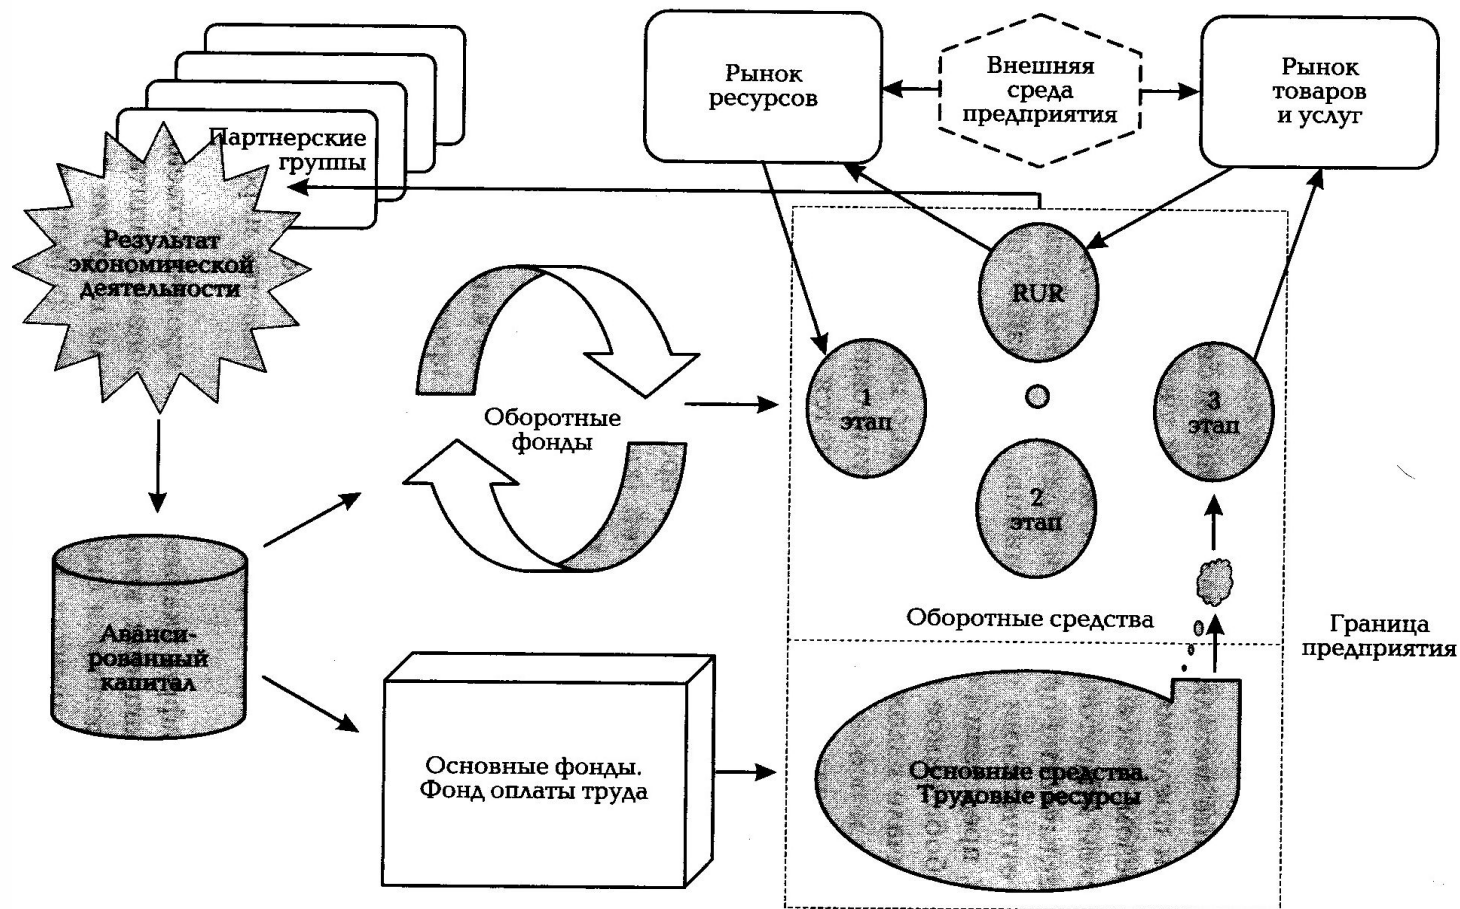 Партнерские
группы
Рынок
ресурсов
Внешняя
среда
предприятия
Рынок
товаров
и услуг
Результат
экономической
деятельности
RUR
1
этап
3
этап
Оборотные
фонды
2
этап
Оборотные средства
Граница
предприятия
Аванси-
рованный
капитал
Основные фонды.
Фонд оплаты труда
Основные средства.
Трудовые ресурсы